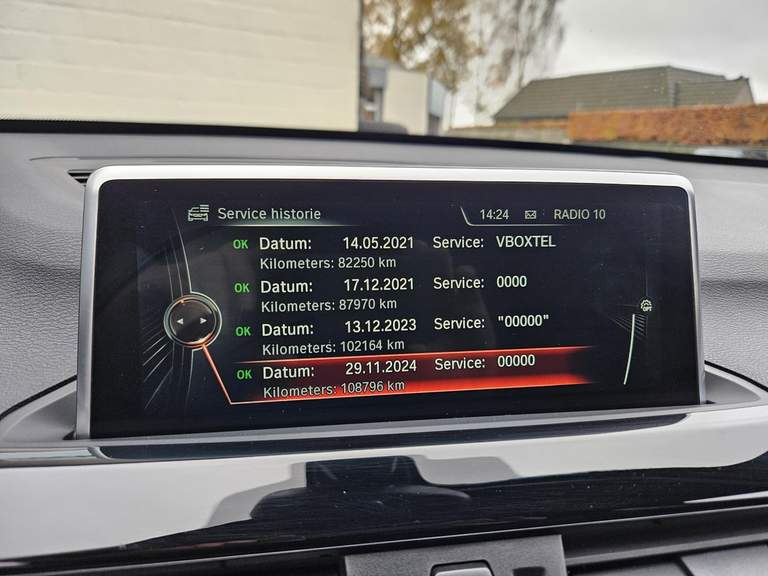 Service historie 14:24 RADIO 10
OK Datum: 14.05.2021 Service: VBOXTEL
Kilometers: 82250 km
OK Datum: 17.12.2021 Service: 0000
Kilometers: 87970 km
OK Datum: 13.12.2023 Service: "00000"
Kilometers: 102164 km
OK Datum: 29.11.2024 Service: 00000
Kilometers: 108796 km
OPT